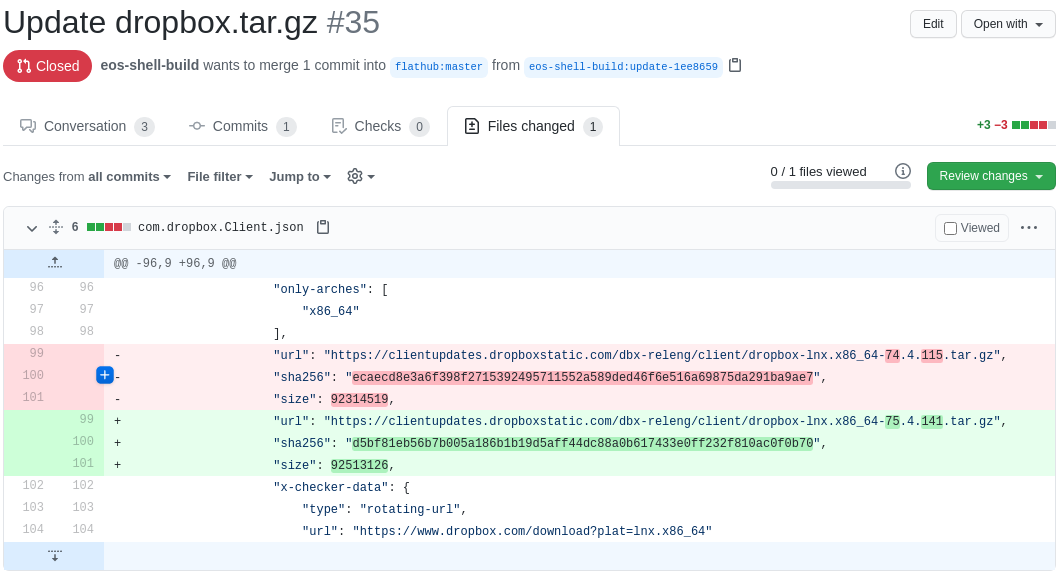 Update dropbox.tar.gz #35
Edit
Open with
Closed
eos-shell-build wants to merge 1 commit into flathub:master from eos-shell-build:update-1ee8659
Conversation 3
Commits 1
Checks 0
Files changed 1
+3 −3
Changes from all commits
File filter
Jump to
0 / 1 files viewed
Review changes
6 com.dropbox.Client.json
Viewed
@@ -96,9 +96,9 @@
96 96 "only-arches": [
97 97 "x86_64"
98 98 ],
99 - "url": "https://clientupdates.dropboxstatic.com/dbx-releng/client/dropbox-lnx.x86_64-74.4.115.tar.gz",
100 - "sha256": "ecaecd8e3a6f398f2715392495711552a589ded46f6e516a69875da291ba9ae7",
101 - "size": 92314519,
99 + "url": "https://clientupdates.dropboxstatic.com/dbx-releng/client/dropbox-lnx.x86_64-75.4.141.tar.gz",
100 + "sha256": "d5bf81eb56b7b005a186b1b19d5aff44dc88a0b617433e0ff232f810ac0f0b70",
101 + "size": 92513126,
102 102 "x-checker-data": {
103 103 "type": "rotating-url",
104 104 "url": "https://www.dropbox.com/download?plat=lnx.x86_64"